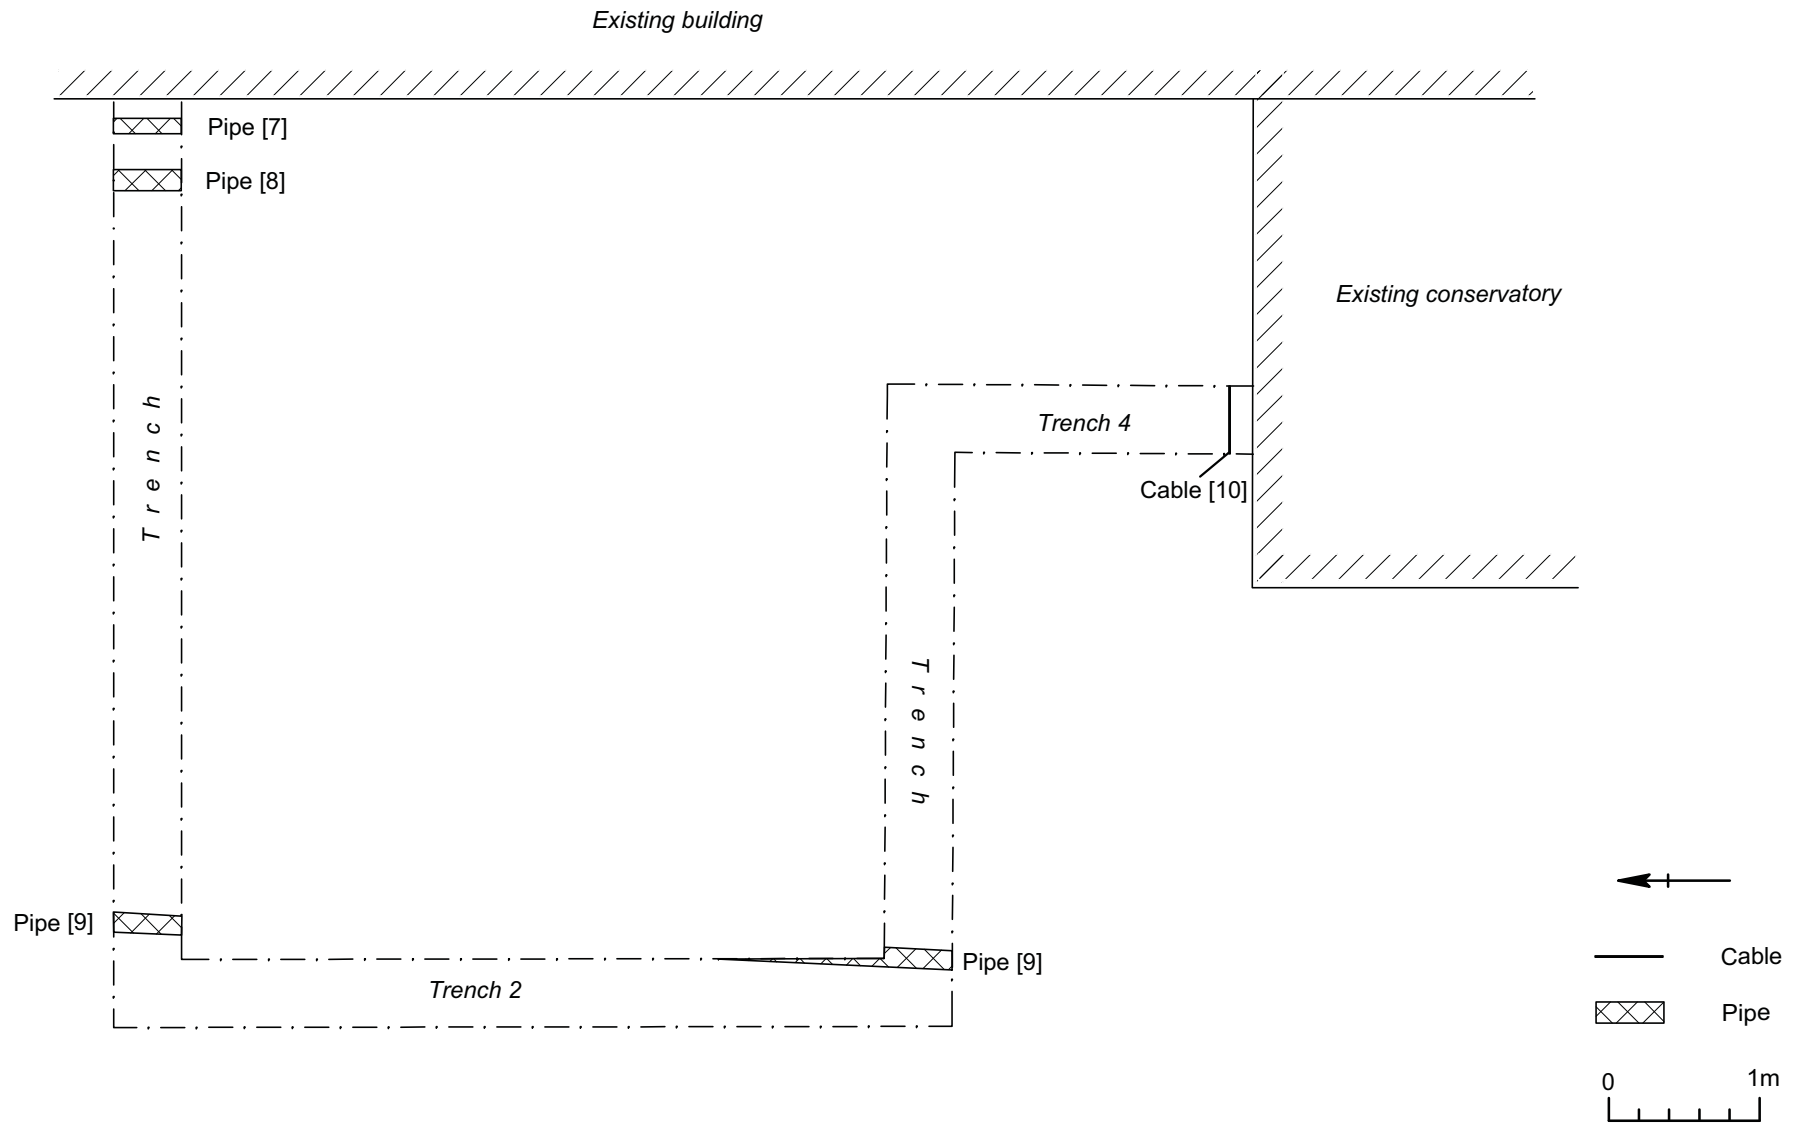 Existing building
Pipe [7]
Pipe [8]
Existing conservatory
Trench
Trench 4
Cable [10]
Trench
Pipe [9]
Pipe [9]
Trench 2
Cable
Pipe
0 1m